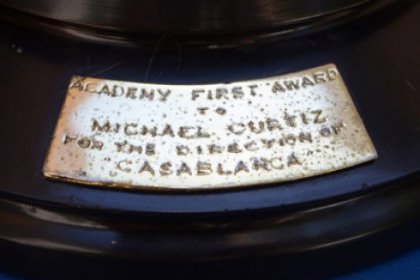 ACADEMY FIRST AWARD
TO
MICHAEL CURTIZ
FOR THE DIRECTION OF
CASABLANCA